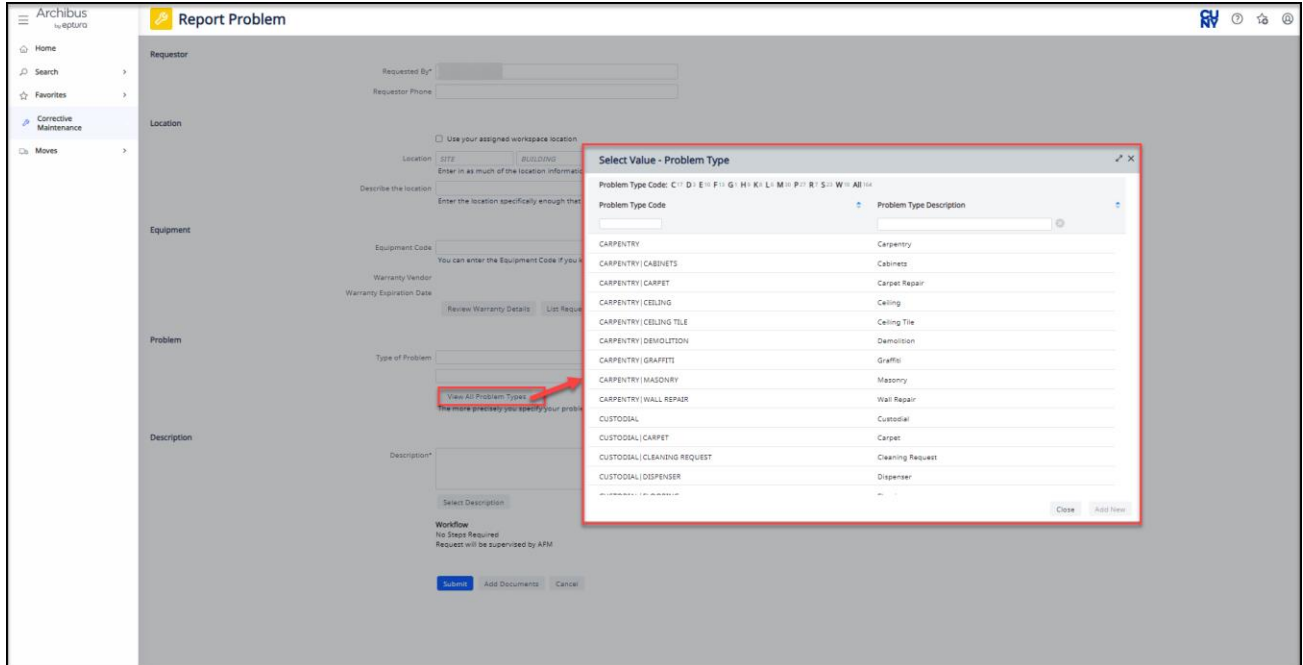 Archibus
by eptura
Report Problem
CUNY
Home
Search
Favorites
Corrective
Maintenance
Moves
Requestor
Requested By*
Requestor Phone
Location
Use your assigned workspace location
Location
SITE
BUILDING
Enter in as much of the location informatio
Describe the location
Enter the location specifically enough that
Equipment
Equipment Code
You can enter the Equipment Code if you
Warranty Vendor
Warranty Expiration Date
Review Warranty Details
List Reque
Problem
Type of Problem
View All Problem Types
The more precisely you specify your proble
Description
Description*
Select Description
Workflow
No Steps Required
Request will be supervised by AFM
Submit
Add Documents
Cancel
Select Value - Problem Type
Problem Type Code: C D E F G H K L M P R S W All
Problem Type Code
Problem Type Description
CARPENTRY
Carpentry
CARPENTRY|CABINETS
Cabinets
CARPENTRY|CARPET
Carpet Repair
CARPENTRY|CEILING
Ceiling
CARPENTRY|CEILING TILE
Ceiling Tile
CARPENTRY|DEMOLITION
Demolition
CARPENTRY|GRAFFITI
Graffiti
CARPENTRY|MASONRY
Masonry
CARPENTRY|WALL REPAIR
Wall Repair
CUSTODIAL
Custodial
CUSTODIAL|CARPET
Carpet
CUSTODIAL|CLEANING REQUEST
Cleaning Request
CUSTODIAL|DISPENSER
Dispenser
Close
Add New